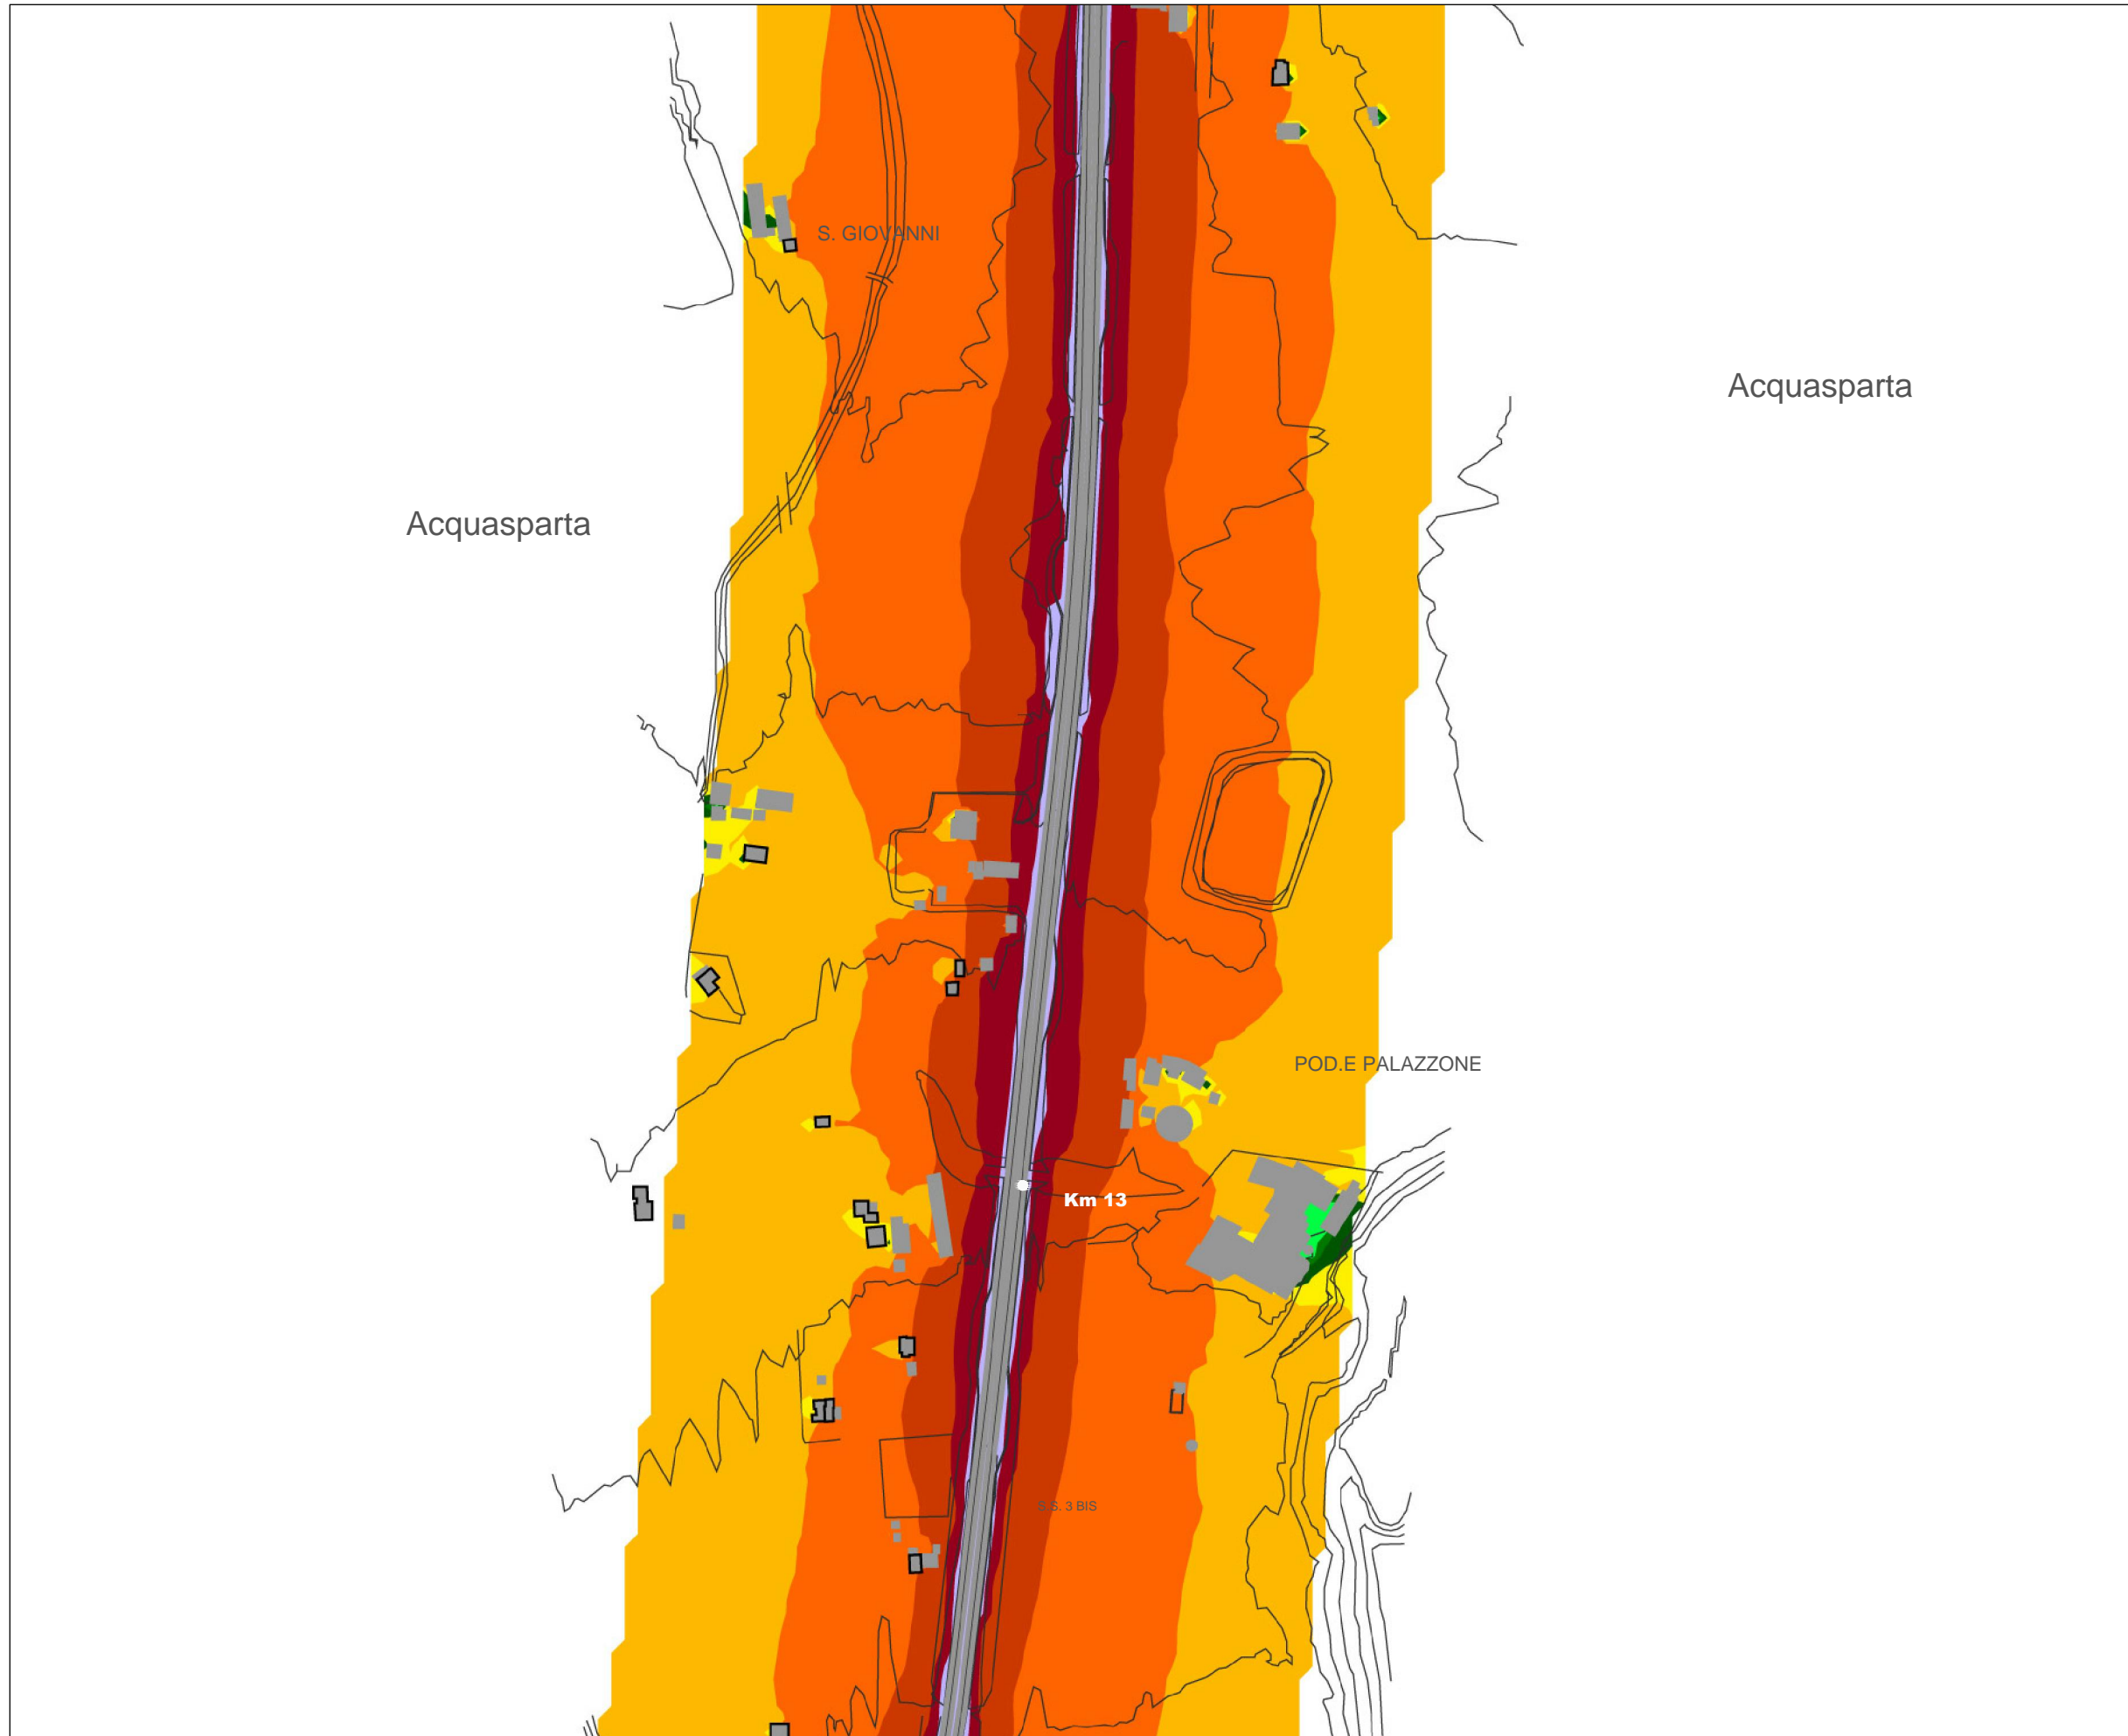 S. GIOVANNI
Acquasparta
Acquasparta
POD.E PALAZZONE
Km 13
S.S. 3 BIS